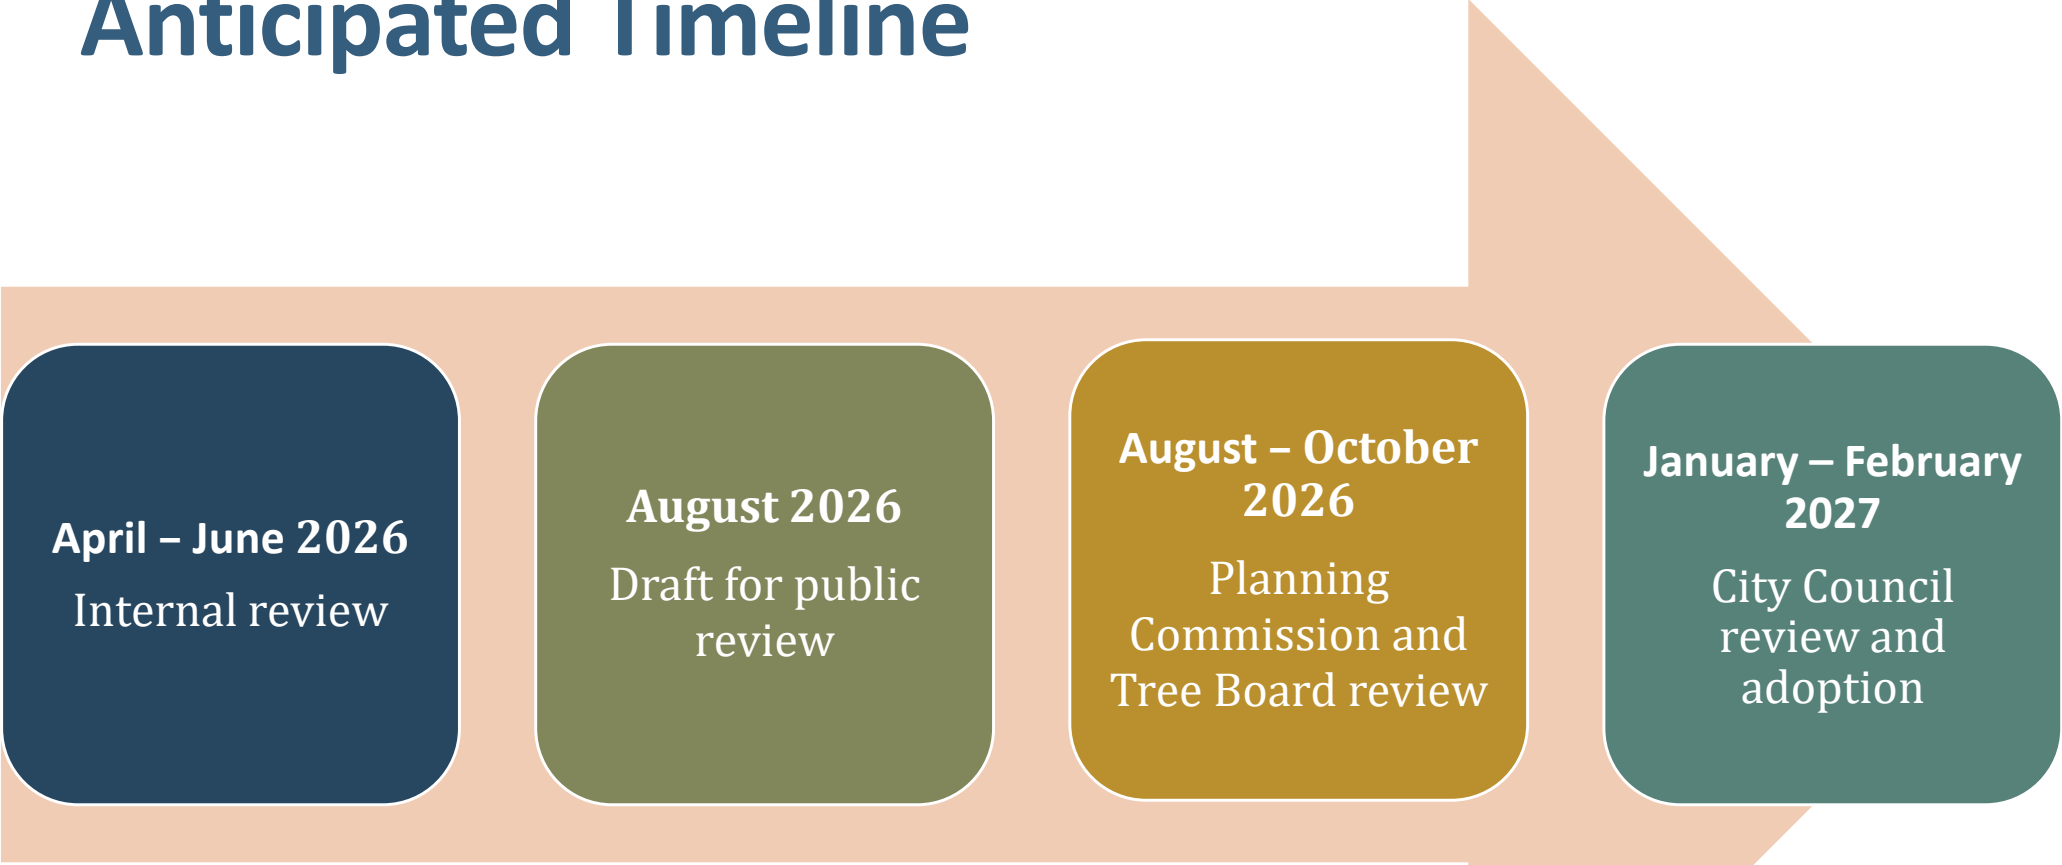 Anticipated Timeline
April – June 2026
Internal review
August 2026
Draft for public
review
August – October
2026
Planning
Commission and
Tree Board review
January – February
2027
City Council
review and
adoption